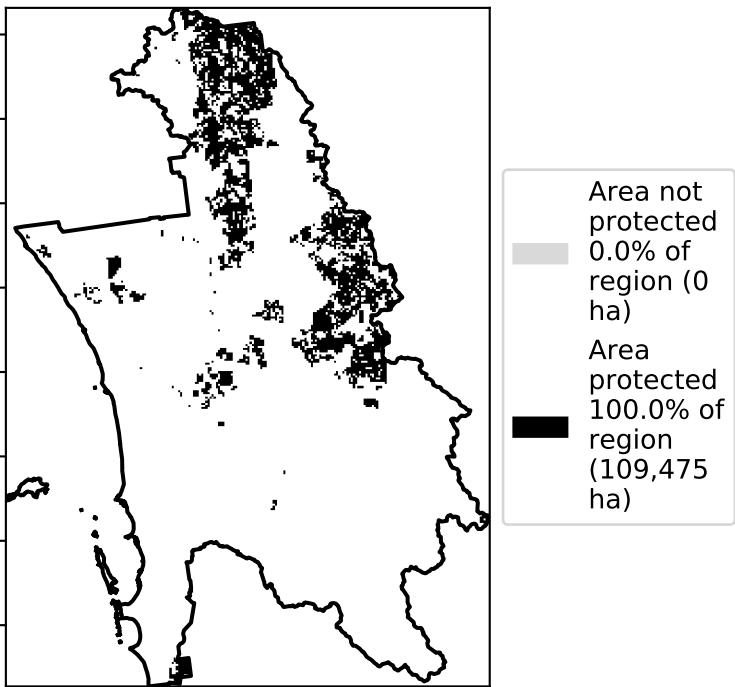 Area not
protected
0.0% of
region (0
ha)
Area
protected
100.0% of
region
(109,475
ha)